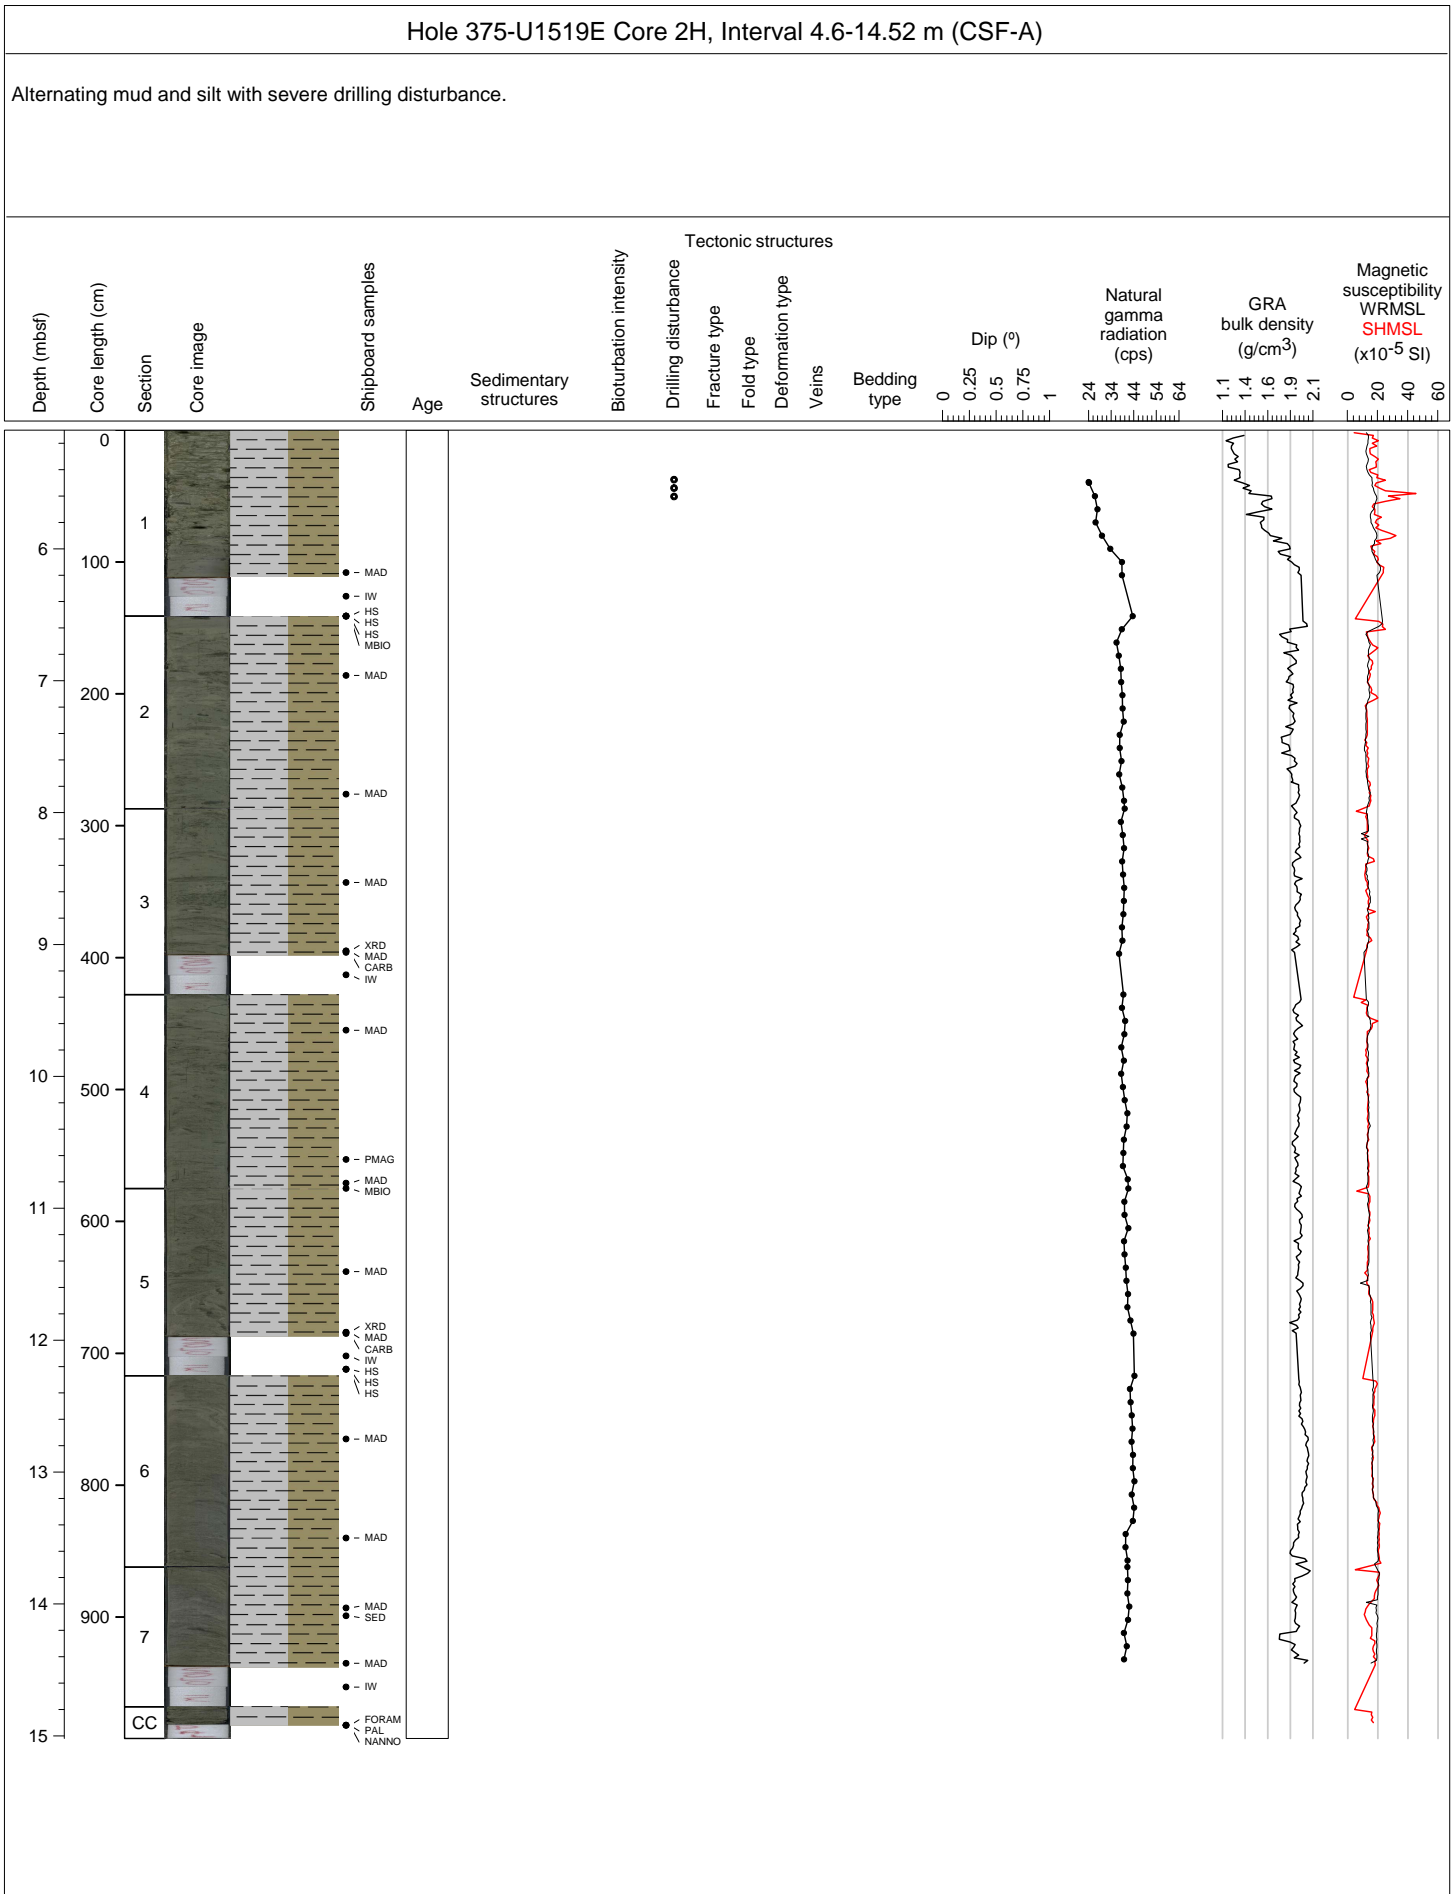 Hole 375-U1519E Core 2H, Interval 4.6-14.52 m (CSF-A)
Alternating mud and silt with severe drilling disturbance.
Depth (mbsf)
Core length (cm)
Section
Core image
Shipboard samples
Age
Sedimentary
structures
Bioturbation intensity
Drilling disturbance
Tectonic structures
Fracture type
Fold type
Deformation type
Veins
Bedding
type
Dip (º)
0 0.25 0.5 0.75 1
Natural
gamma
radiation
(cps)
24 34 44 54 64
GRA
bulk density
(g/cm3)
1.1 1.4 1.6 1.9 2.1
Magnetic
susceptibility
WRMSL
SHMSL
(x10-5 SI)
0 20 40 60
6
7
8
9
10
11
12
13
14
15
0
100
200
300
400
500
600
700
800
900
1
2
3
4
5
6
7
CC
MAD
IW
HS
HS
HS
MBIO
MAD
MAD
MAD
XRD
MAD
CARB
IW
MAD
PMAG
MAD
MBIO
MAD
XRD
MAD
CARB
IW
HS
HS
HS
MAD
MAD
MAD
SED
MAD
IW
FORAM
PAL
NANNO